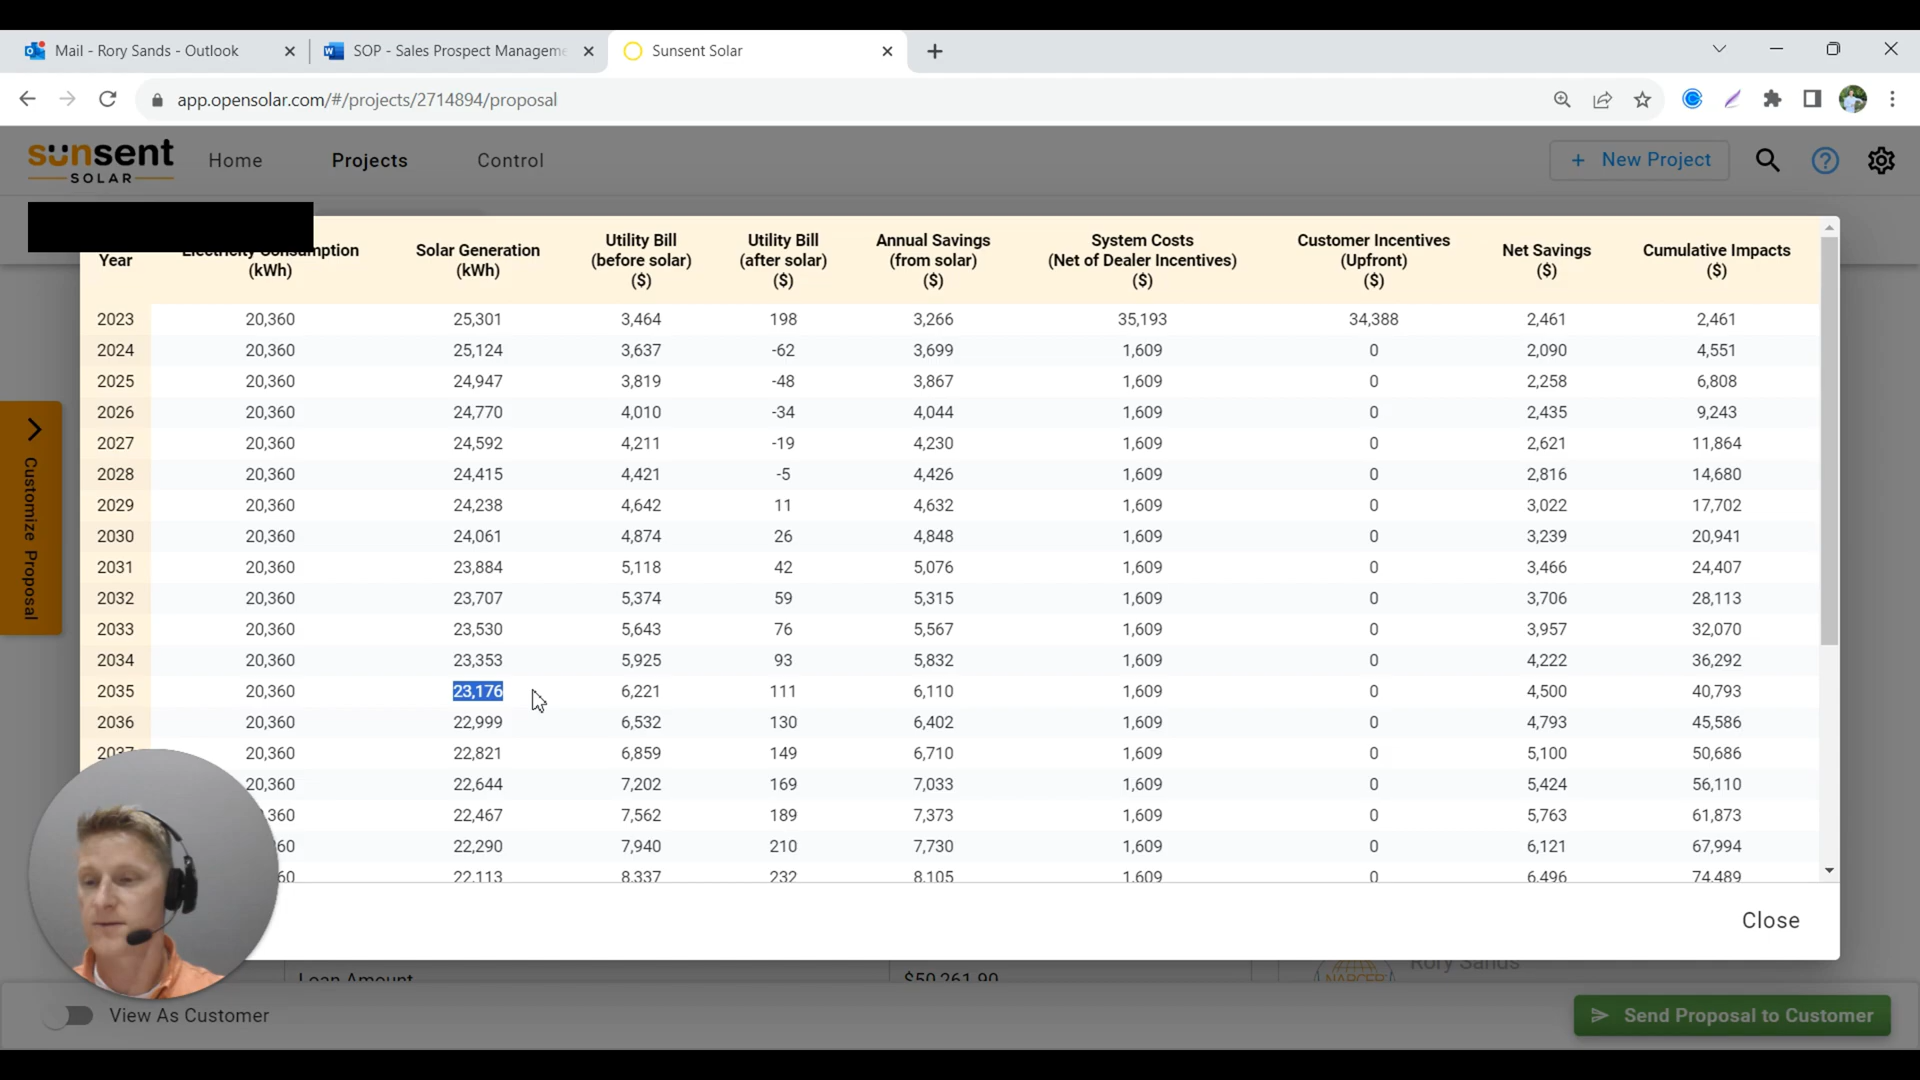 Mail - Rory Sands - Outlook
SOP - Sales Prospect Manageme
Sunsent Solar
app.opensolar.com/#/projects/2714894/proposal
sunsent
SOLAR
Home
Projects
Control
+ New Project
Year
Electricity Consumption
(kWh)
Solar Generation
(kWh)
Utility Bill
(before solar)
($)
Utility Bill
(after solar)
($)
Annual Savings
(from solar)
($)
System Costs
(Net of Dealer Incentives)
($)
Customer Incentives
(Upfront)
($)
Net Savings
($)
Cumulative Impacts
($)
2023 20,360 25,301 3,464 198 3,266 35,193 34,388 2,461 2,461
2024 20,360 25,124 3,637 -62 3,699 1,609 0 2,090 4,551
2025 20,360 24,947 3,819 -48 3,867 1,609 0 2,258 6,808
2026 20,360 24,770 4,010 -34 4,044 1,609 0 2,435 9,243
2027 20,360 24,592 4,211 -19 4,230 1,609 0 2,621 11,864
2028 20,360 24,415 4,421 -5 4,426 1,609 0 2,816 14,680
2029 20,360 24,238 4,642 11 4,632 1,609 0 3,022 17,702
2030 20,360 24,061 4,874 26 4,848 1,609 0 3,239 20,941
2031 20,360 23,884 5,118 42 5,076 1,609 0 3,466 24,407
2032 20,360 23,707 5,374 59 5,315 1,609 0 3,706 28,113
2033 20,360 23,530 5,643 76 5,567 1,609 0 3,957 32,070
2034 20,360 23,353 5,925 93 5,832 1,609 0 4,222 36,292
2035 20,360 23,176 6,221 111 6,110 1,609 0 4,500 40,793
2036 20,360 22,999 6,532 130 6,402 1,609 0 4,793 45,586
2037 20,360 22,821 6,859 149 6,710 1,609 0 5,100 50,686
20,360 22,644 7,202 169 7,033 1,609 0 5,424 56,110
360 22,467 7,562 189 7,373 1,609 0 5,763 61,873
60 22,290 7,940 210 7,730 1,609 0 6,121 67,994
60 22,113 8,337 232 8,105 1,609 0 6,496 74,489
Customize Proposal
Close
Loan Amount
$50,261.90
Rory Sands
NABCEP
View As Customer
Send Proposal to Customer